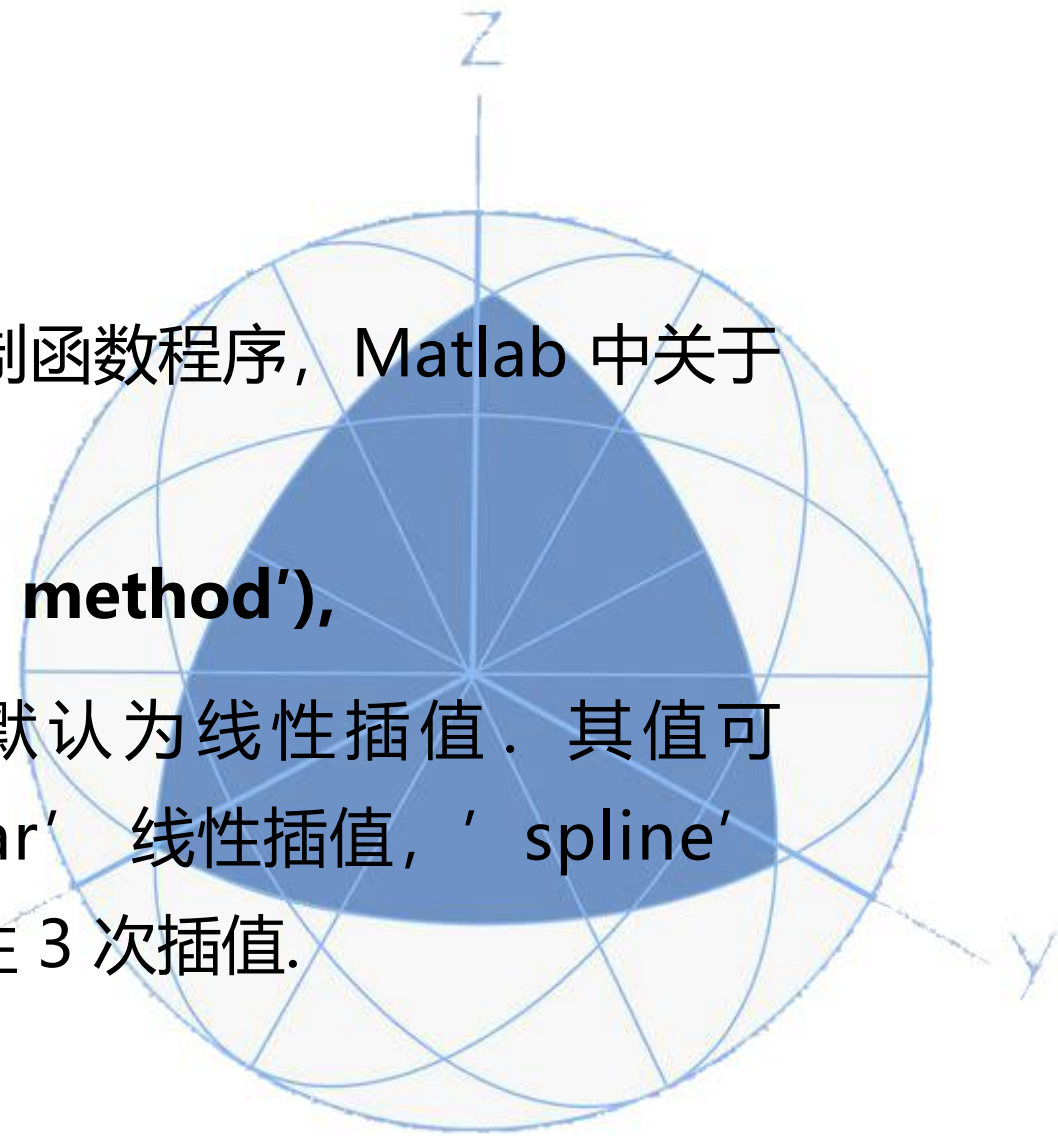 Z
制函数程序，Matlab 中关于
method′),
默认为线性插值．其值可
ar′ 线性插值，′ spline′
3 次插值.
Y